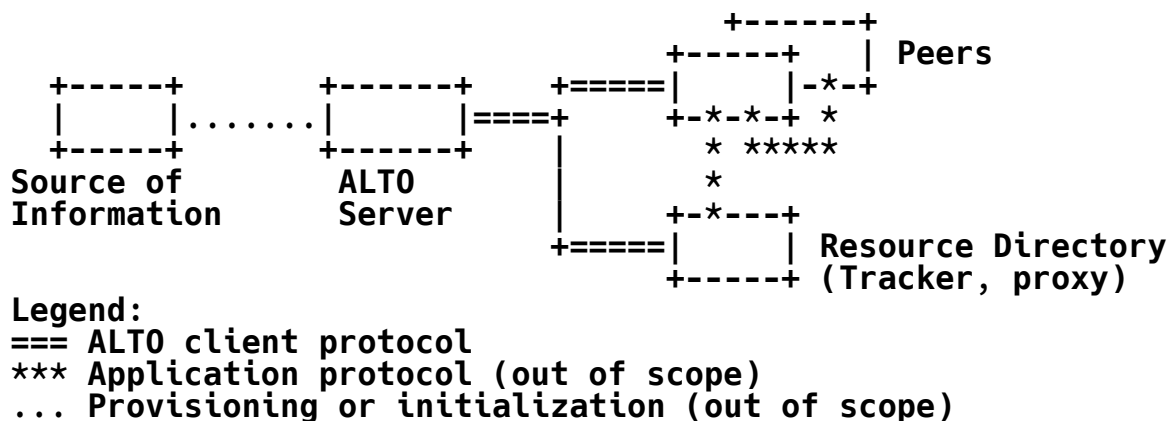 +------+
                                        +-----+     | Peers
  +-----+         +------+     +=====|      |-*-+
  |     |.......|      |====+      +-*-*-+ *
  +-----+         +------+     |         * *****
Source of          ALTO          |         *
Information        Server        |      +-*---+
                                 +=====|      | Resource Directory
                                        +-----+ (Tracker, proxy)
Legend:
=== ALTO client protocol
*** Application protocol (out of scope)
... Provisioning or initialization (out of scope)